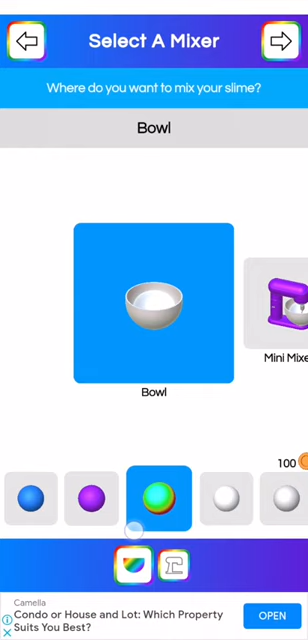 Select A Mixer
Where do you want to mix your slime?
Bowl
Bowl
Mini Mixe
100
Camella
Condo or House and Lot: Which Property
Suits You Best?
OPEN